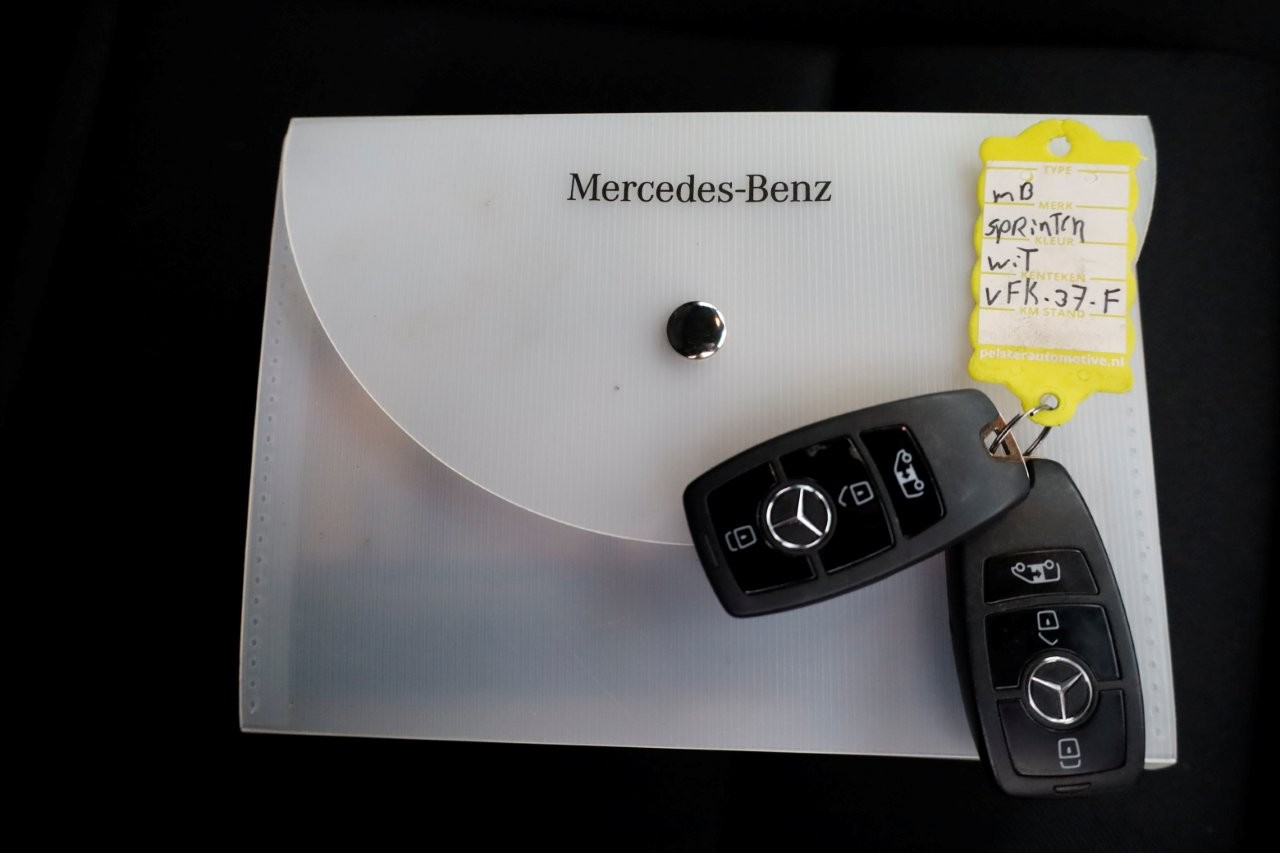 Mercedes-Benz
TYPE
mB
MERK
SPRinTER
KLEUR
wiT
KENTEKEN
VFK-37-F
KM STAND
pelsterautomotive.nl